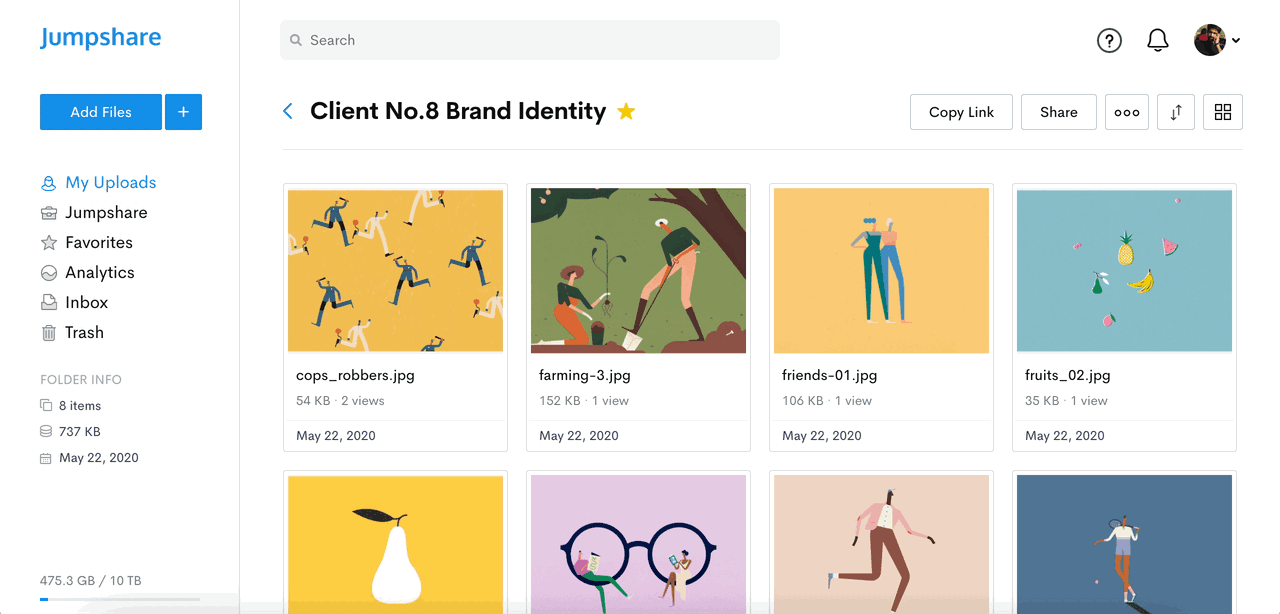 Jumpshare
Search
Add Files
+
Client No.8 Brand Identity
Copy Link
Share
My Uploads
Jumpshare
Favorites
Analytics
Inbox
Trash
FOLDER INFO
8 items
737 KB
May 22, 2020
475.3 GB / 10 TB
cops_robbers.jpg
54 KB · 2 views
May 22, 2020
farming-3.jpg
152 KB · 1 view
May 22, 2020
friends-01.jpg
106 KB · 1 view
May 22, 2020
fruits_02.jpg
35 KB · 1 view
May 22, 2020